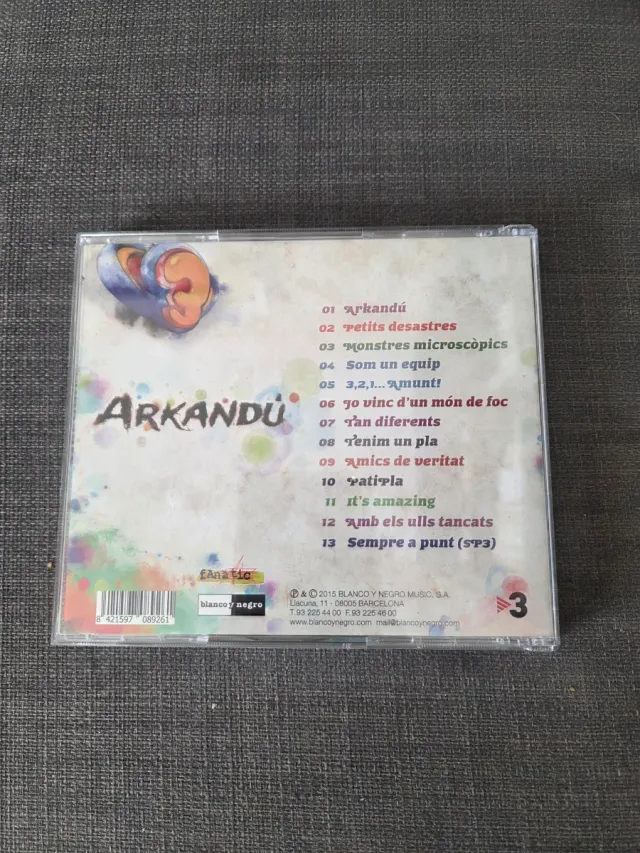 01 Arkandú
02 Petits desastres
03 Monstres microscòpics
04 Som un equip
05 3,2,1...Amunt!
06 Jo vinc d'un món de foc
07 Tan diferents
08 Tenim un pla
09 Amics de veritat
10 PatiPla
11 It's amazing
12 Amb els ulls tancats
13 Sempre a punt (SP3)
ARKANDÚ
fAnatic
blanco y negro
8 421597 089261
℗ & © 2015 BLANCO Y NEGRO MUSIC, S.A.
Llacuna, 11 - 08005 BARCELONA
T. 93 225 44 00 F. 93 225 46 00
www.blancoynegro.com mail@blancoynegro.com
3